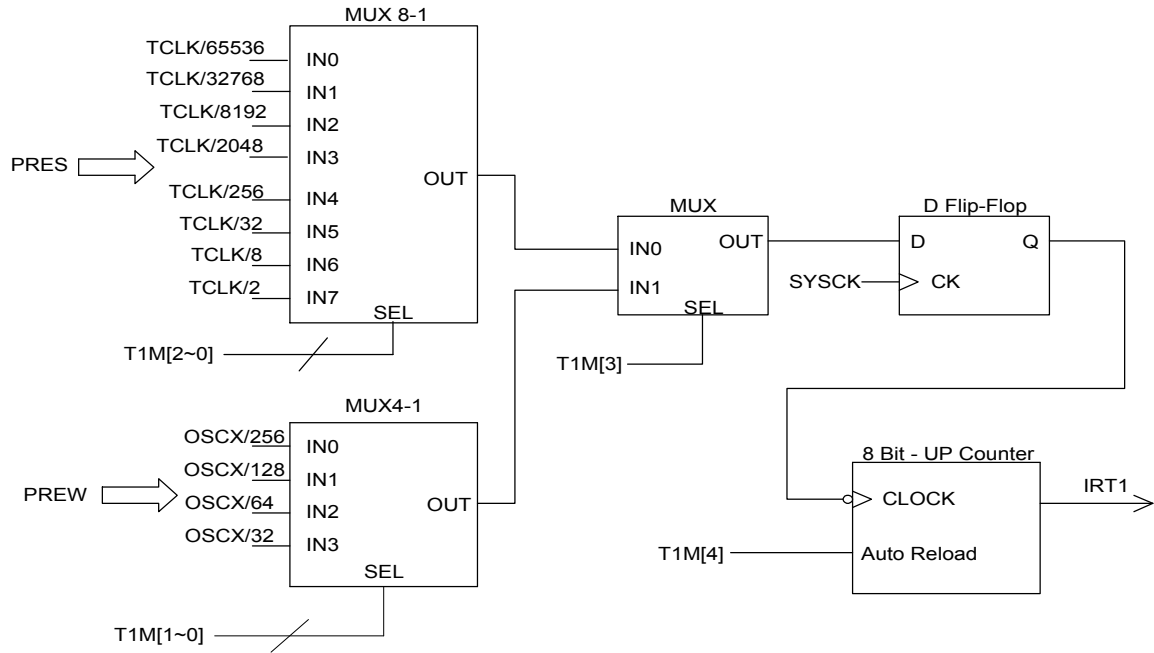 MUX 8-1
TCLK/65536
IN0
TCLK/32768
IN1
TCLK/8192
IN2
TCLK/2048
IN3
PRES
OUT
TCLK/256
IN4
TCLK/32
IN5
TCLK/8
IN6
TCLK/2
IN7
SEL
T1M[2~0]
MUX
IN0
OUT
IN1
SEL
T1M[3]
D Flip-Flop
D
Q
SYSCK
CK
MUX4-1
OSCX/256
IN0
OSCX/128
IN1
PREW
OUT
OSCX/64
IN2
OSCX/32
IN3
SEL
T1M[1~0]
8 Bit - UP Counter
CLOCK
IRT1
T1M[4]
Auto Reload